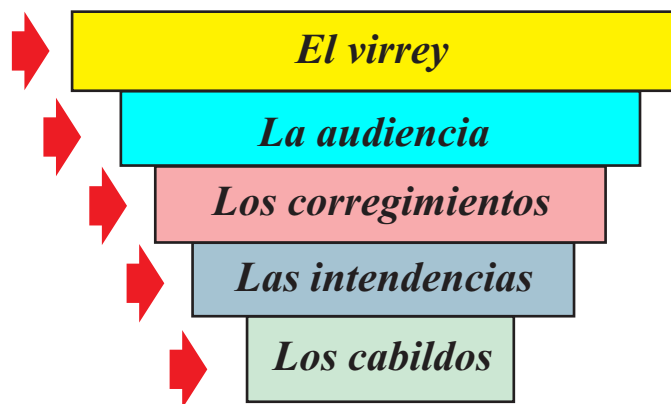 El virrey
La audiencia
Los corregimientos
Las intendencias
Los cabildos